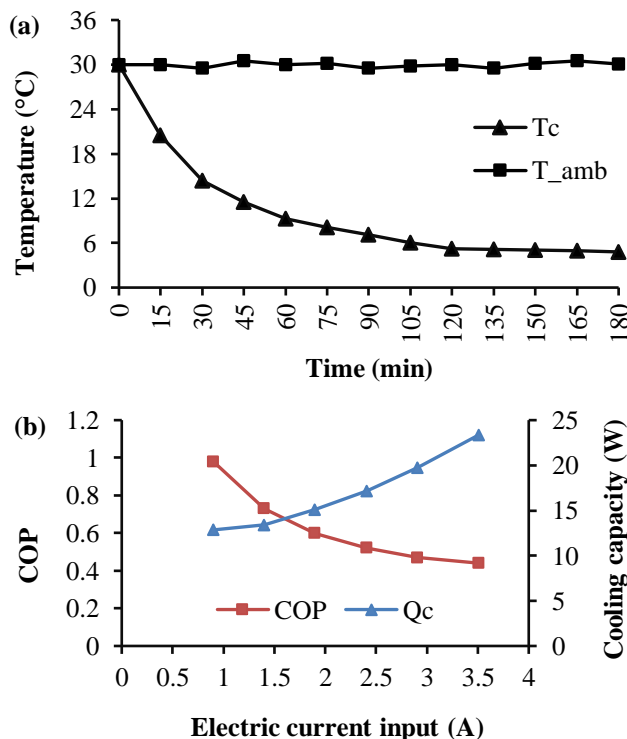 (a)
Temperature (°C)
36
30
24
18
12
6
0
Tc
T_amb
0 15 30 45 60 75 90 105 120 135 150 165 180
Time (min)
(b)
COP
1.2
1
0.8
0.6
0.4
0.2
0
COP Qc
25
20
15
10
5
0
Cooling capacity (W)
0 0.5 1 1.5 2 2.5 3 3.5 4
Electric current input (A)